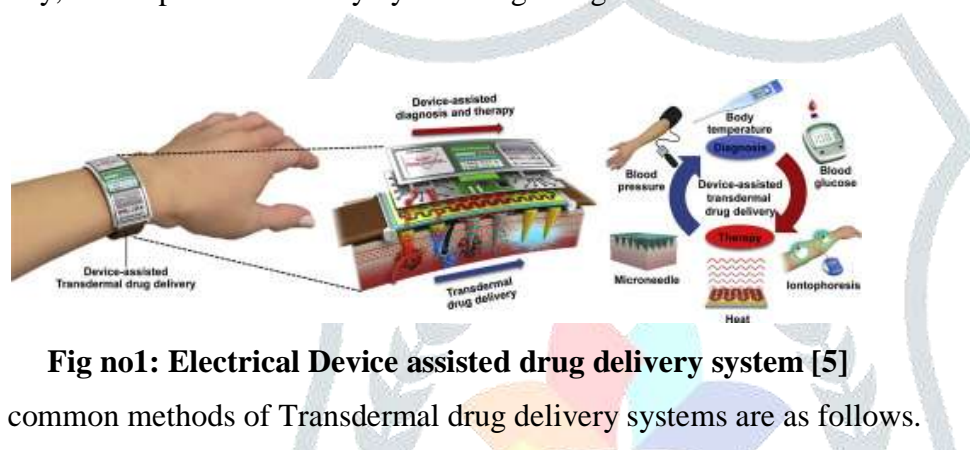 Device-assisted
diagnosis and therapy
Device-assisted
Transdermal drug delivery
Transdermal
drug delivery
Body
temperature
Diagnosis
Blood
pressure
Blood
glucose
Device-assisted
transdermal
drug delivery
Therapy
Microneedle
Iontophoresis
Heat
Fig no1: Electrical Device assisted drug delivery system [5]
common methods of Transdermal drug delivery systems are as follows.